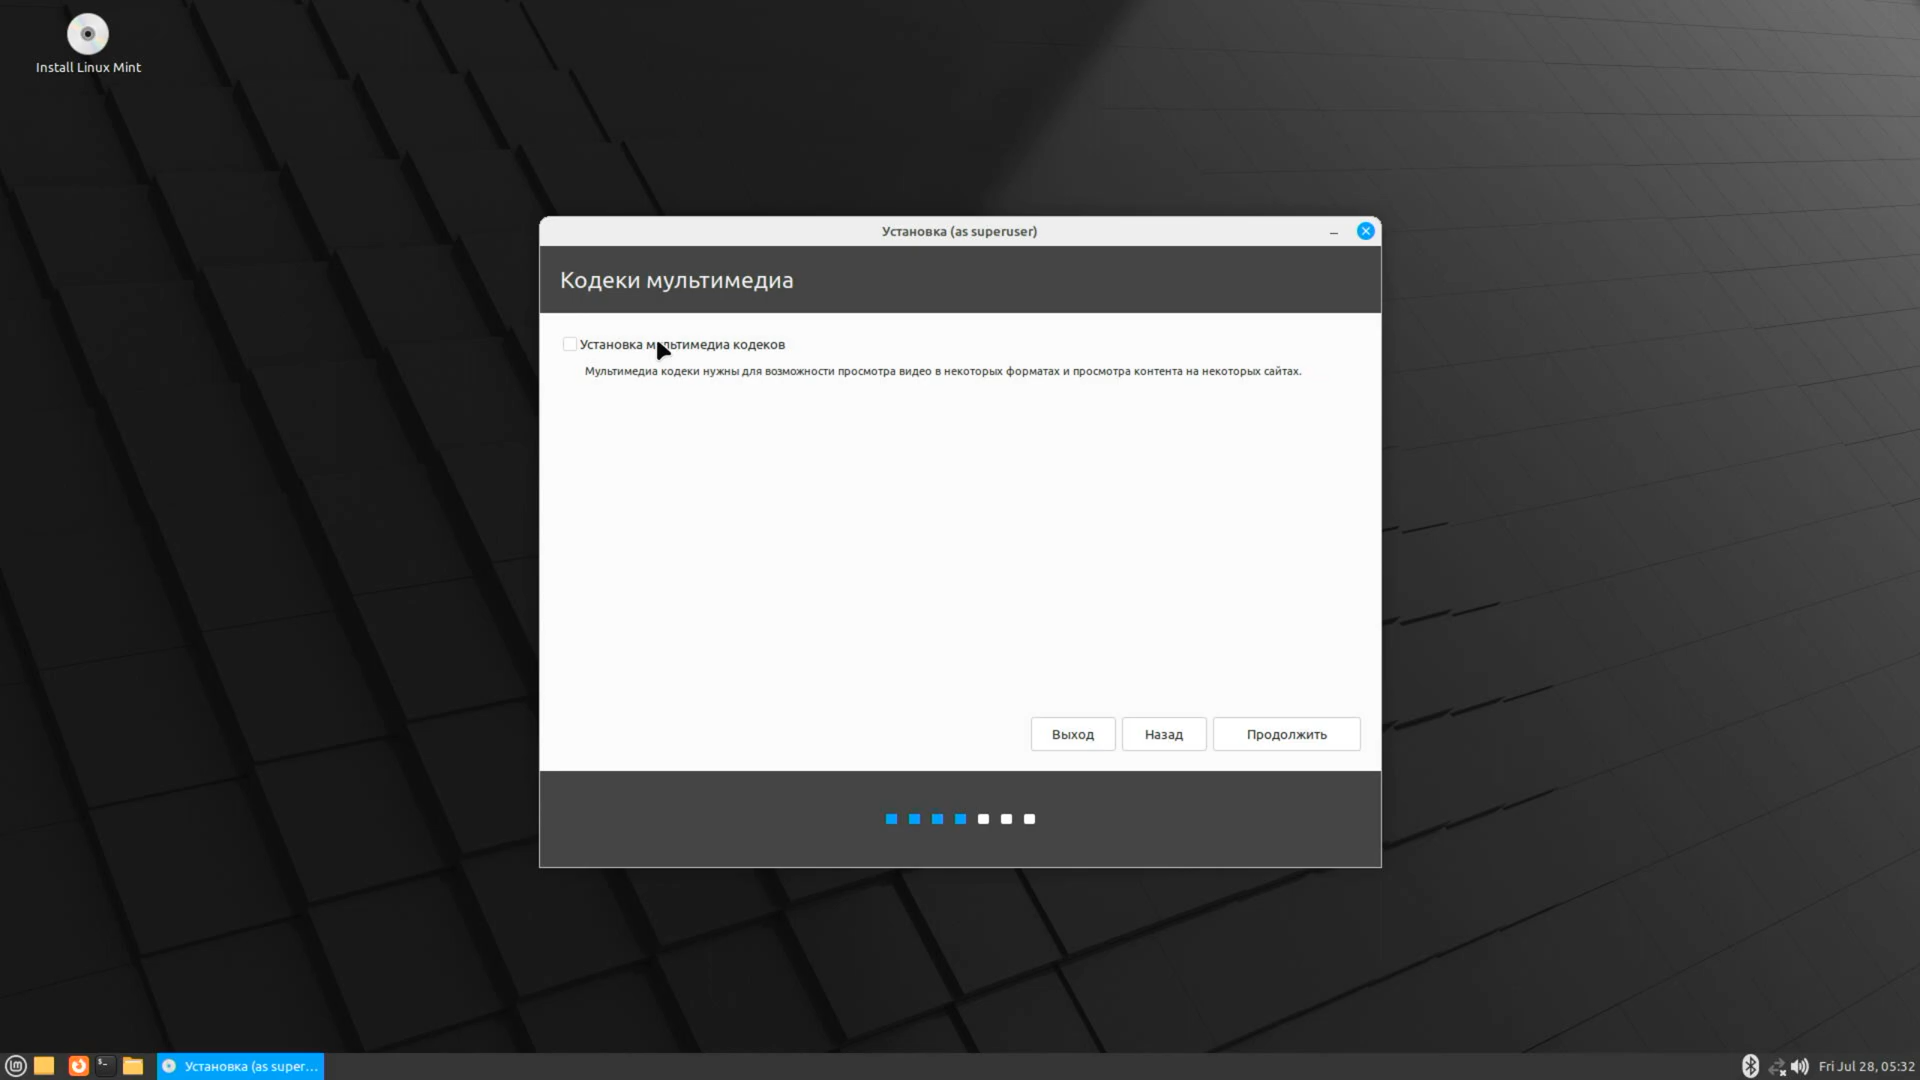 Install Linux Mint
Установка (as superuser)
Кодеки мультимедиа
Установка мультимедиа кодеков
Мультимедиа кодеки нужны для возможности просмотра видео в некоторых форматах и просмотра контента на некоторых сайтах.
Выход
Назад
Продолжить
Установка (as super...
Fri Jul 28, 05:32